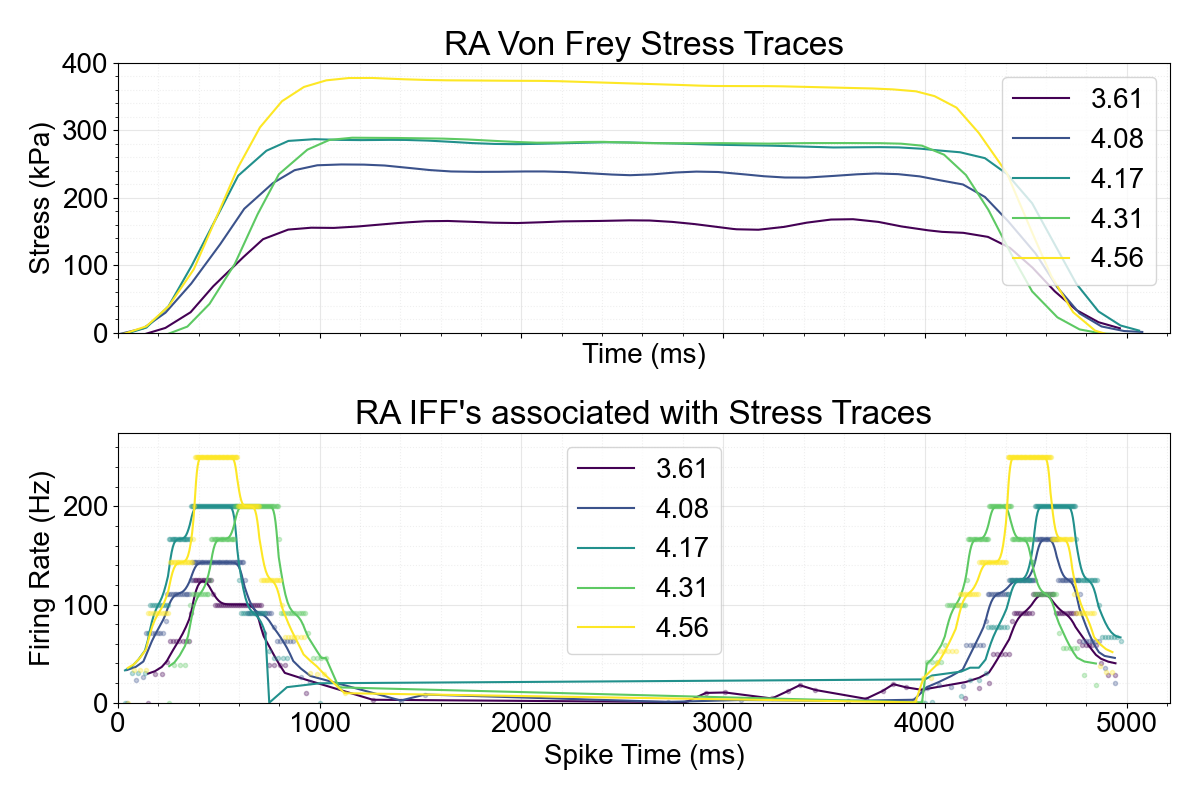 RA Von Frey Stress Traces
400
300
200
100
0
Stress (kPa)
3.61
4.08
4.17
4.31
4.56
Time (ms)
RA IFF's associated with Stress Traces
200
100
0
Firing Rate (Hz)
3.61
4.08
4.17
4.31
4.56
0 1000 2000 3000 4000 5000
Spike Time (ms)